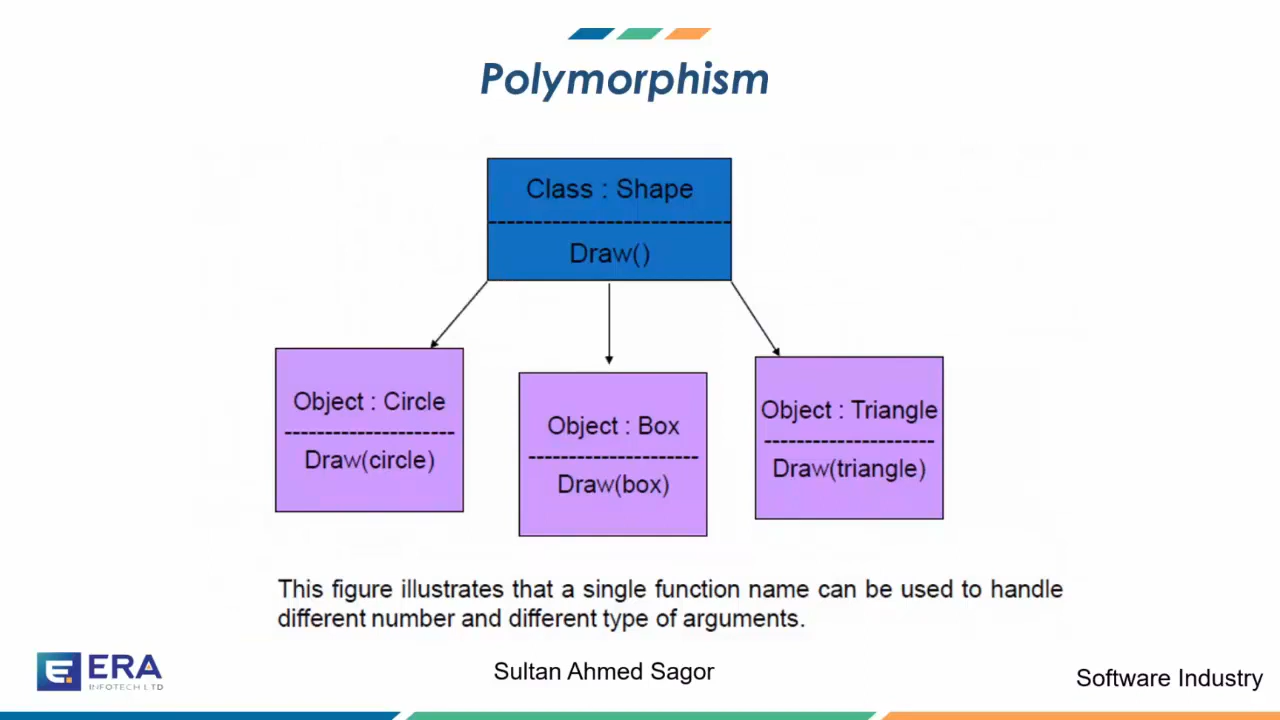 Polymorphism
Class : Shape
Draw()
Object : Circle
Draw(circle)
Object : Box
Draw(box)
Object : Triangle
Draw(triangle)
This figure illustrates that a single function name can be used to handle
different number and different type of arguments.
ERA
INFOTECH LTD
Sultan Ahmed Sagor
Software Industry